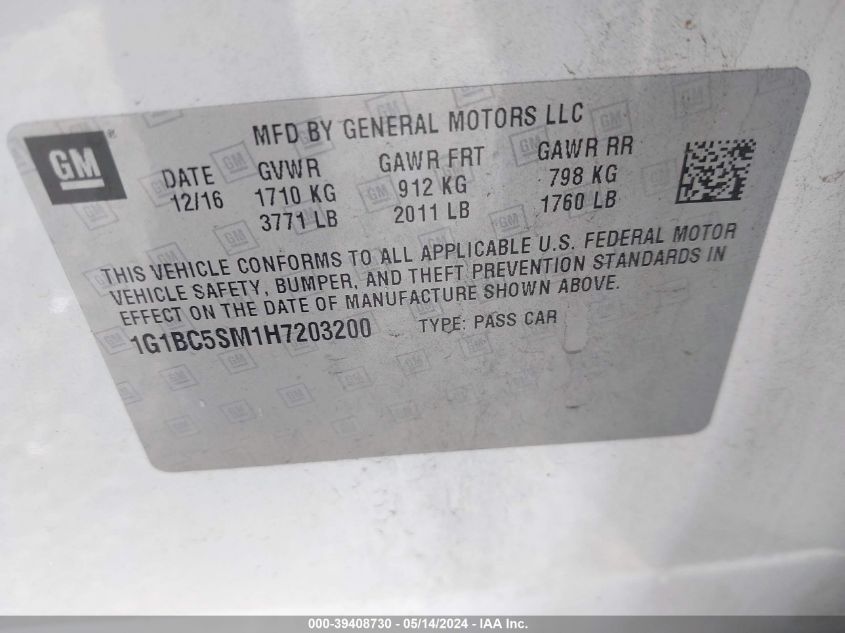 GM ®
MFD BY GENERAL MOTORS LLC
DATE GVWR GAWR FRT GAWR RR
12/16 1710 KG 912 KG 798 KG
3771 LB 2011 LB 1760 LB
THIS VEHICLE CONFORMS TO ALL APPLICABLE U.S. FEDERAL MOTOR
VEHICLE SAFETY, BUMPER, AND THEFT PREVENTION STANDARDS IN
EFFECT ON THE DATE OF MANUFACTURE SHOWN ABOVE.
1G1BC5SM1H7203200 TYPE: PASS CAR
000-39408730 - 05/14/2024 - IAA Inc.